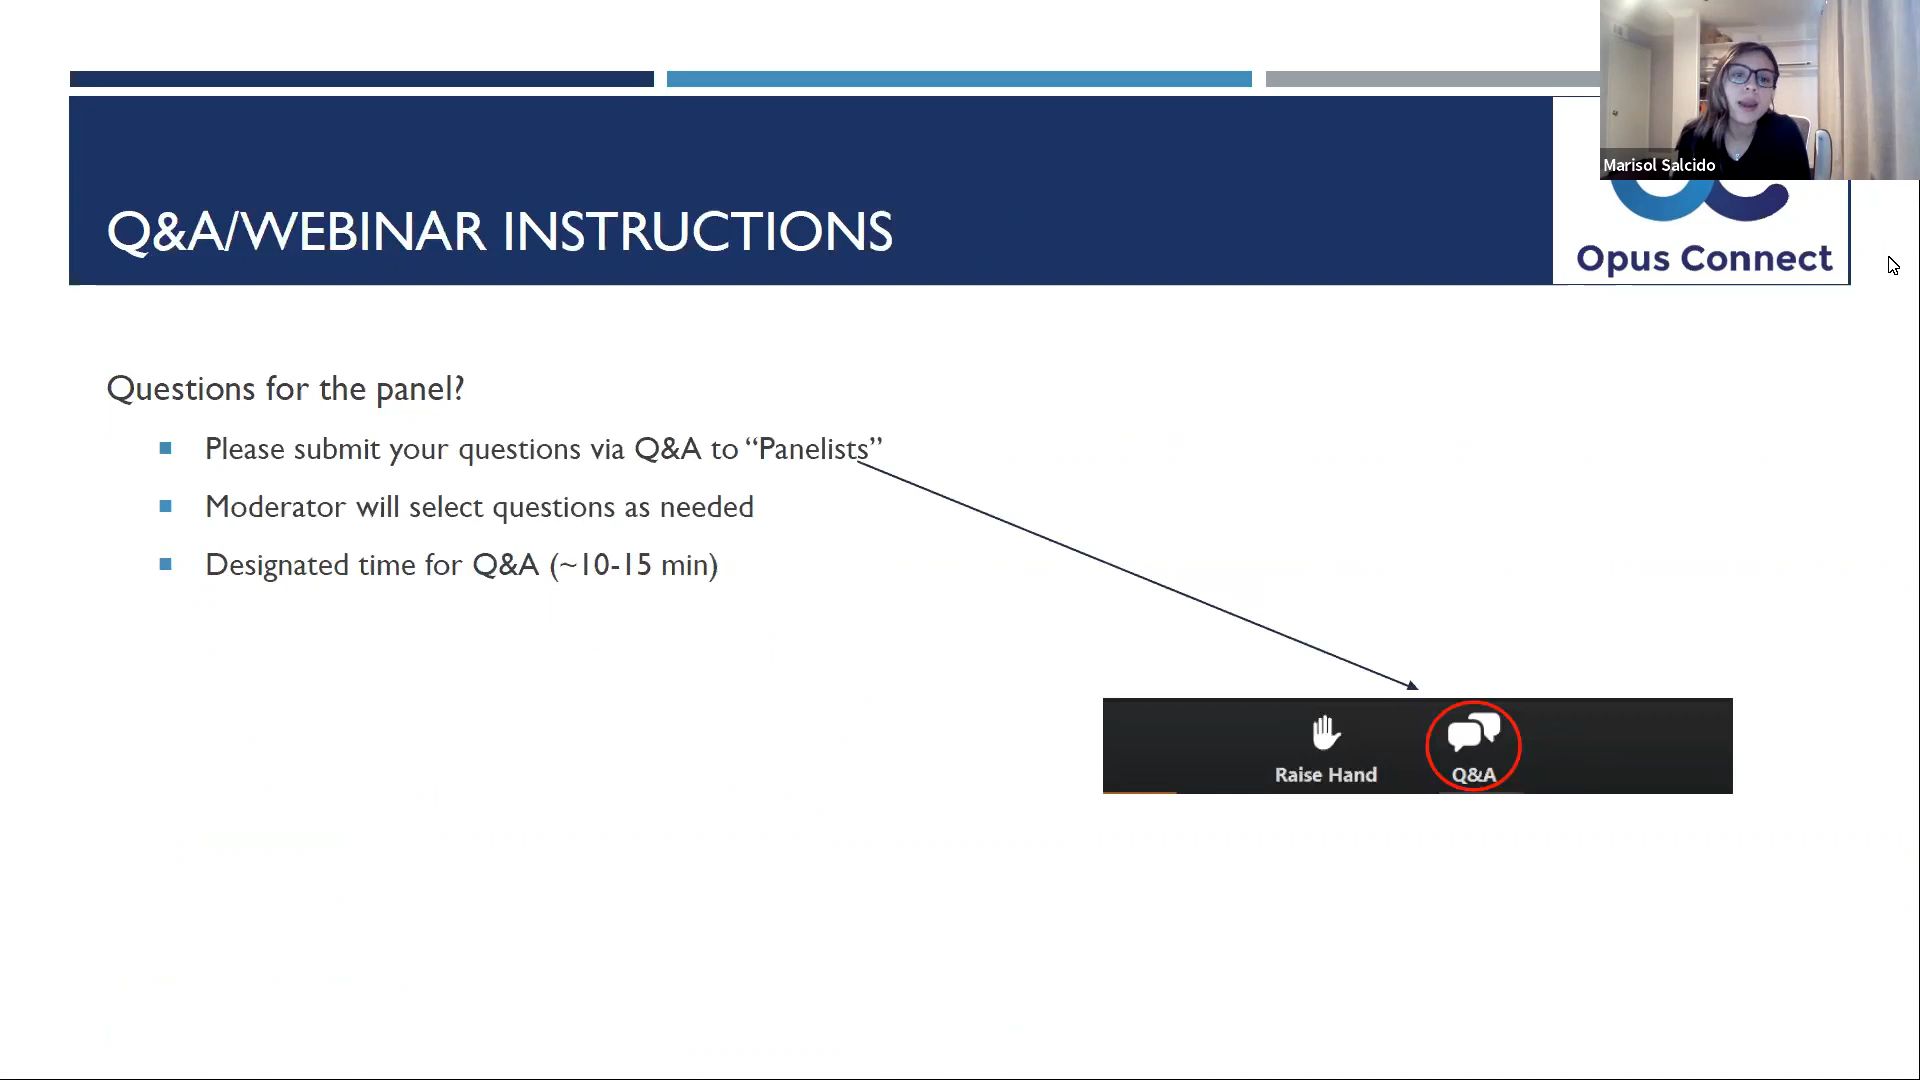 Marisol Salcido
Q&A/WEBINAR INSTRUCTIONS
Opus Connect
Questions for the panel?
Please submit your questions via Q&A to “Panelists”
Moderator will select questions as needed
Designated time for Q&A (~10-15 min)
Raise Hand
Q&A